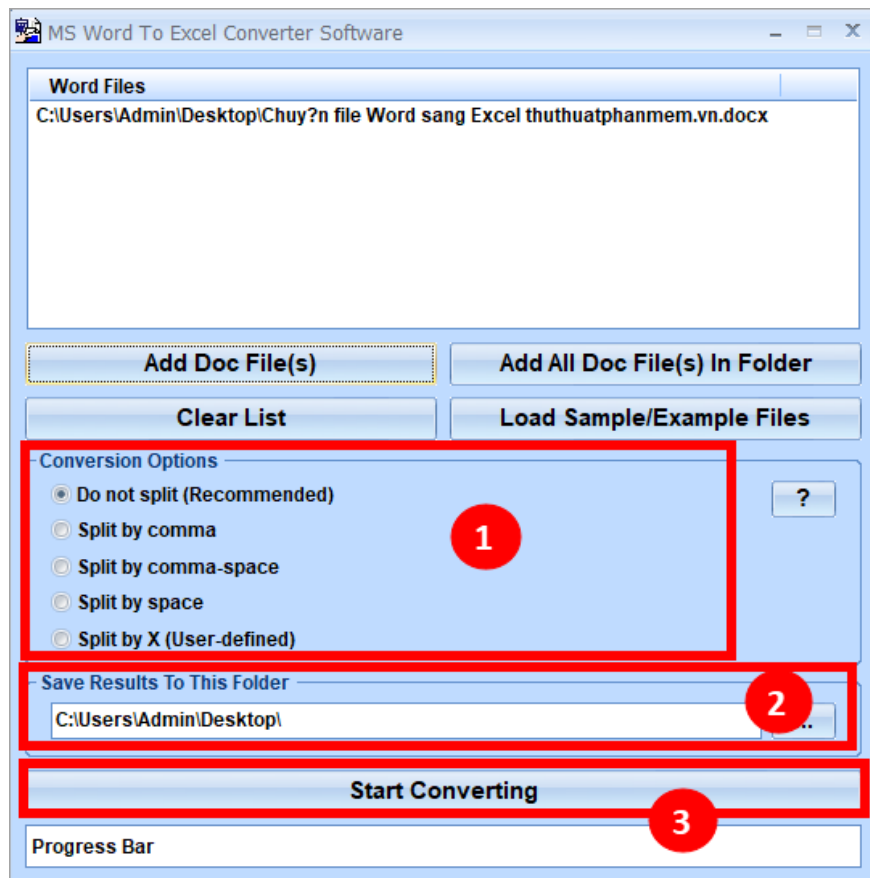 MS Word To Excel Converter Software
Word Files
C:\Users\Admin\Desktop\Chuy?n file Word sang Excel thuthuatphanmem.vn.docx
Add Doc File(s)
Add All Doc File(s) In Folder
Clear List
Load Sample/Example Files
Conversion Options
Do not split (Recommended)
?
Split by comma
1
Split by comma-space
Split by space
Split by X (User-defined)
Save Results To This Folder
2
C:\Users\Admin\Desktop\
..
Start Converting
3
Progress Bar